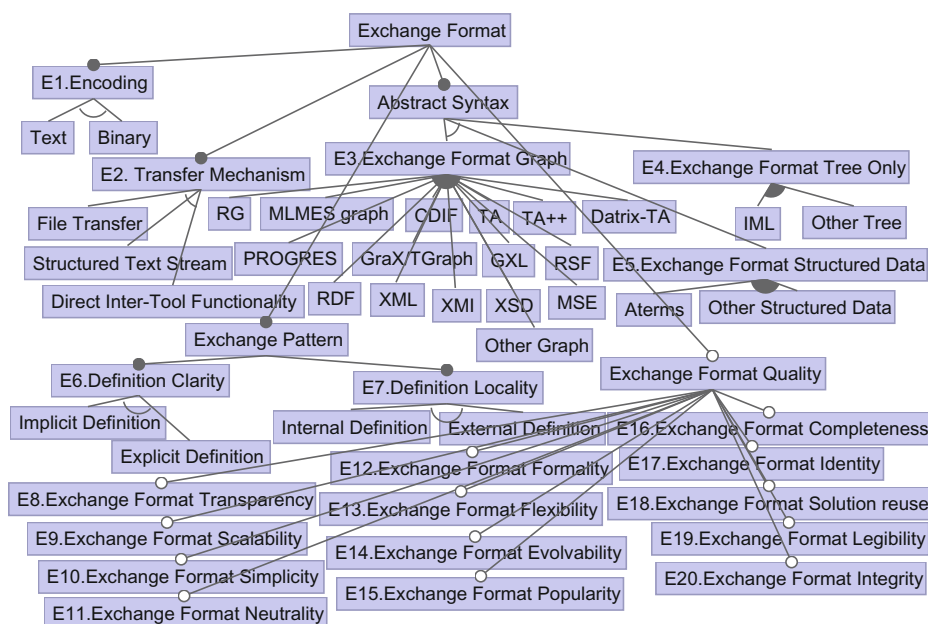 Exchange Format
E1.Encoding
Abstract Syntax
Text
Binary
E3.Exchange Format Graph
E4.Exchange Format Tree Only
E2. Transfer Mechanism
File Transfer
RG
MLMES graph
CDIF
TA
TA++
Datrix-TA
IML
Other Tree
Structured Text Stream
PROGRES
GraX/TGraph
GXL
RSF
E5.Exchange Format Structured Data
Direct Inter-Tool Functionality
RDF
XML
XMI
XSD
MSE
Aterms
Other Structured Data
Exchange Pattern
Other Graph
E6.Definition Clarity
E7.Definition Locality
Exchange Format Quality
Implicit Definition
Internal Definition
External Definition
E16.Exchange Format Completeness
Explicit Definition
E12.Exchange Format Formality
E17.Exchange Format Identity
E8.Exchange Format Transparency
E13.Exchange Format Flexibility
E18.Exchange Format Solution reuse
E9.Exchange Format Scalability
E14.Exchange Format Evolvability
E19.Exchange Format Legibility
E10.Exchange Format Simplicity
E15.Exchange Format Popularity
E20.Exchange Format Integrity
E11.Exchange Format Neutrality